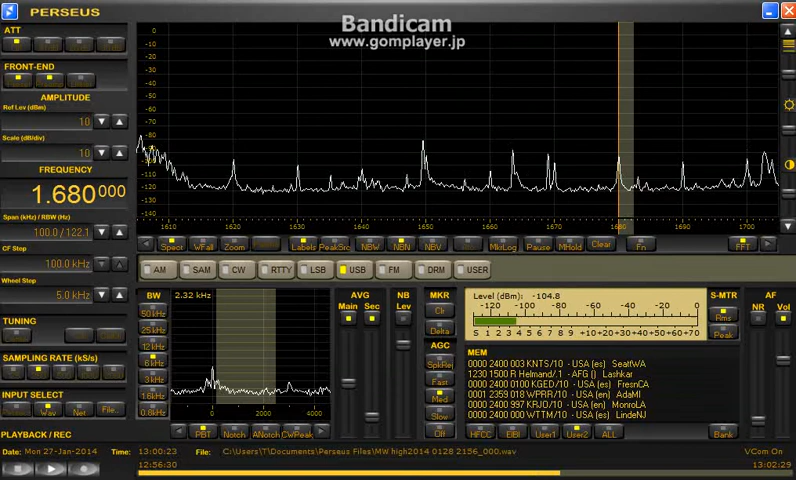 PERSEUS
Bandicam
www.gomplayer.jp
ATT
FRONT-END
AMPLITUDE
Ref Lev (dBm)
10
Scale (dB/div)
10
FREQUENCY
1.680000
Span (kHz) / RBW (Hz)
100.0 / 122.1
CF Step
100.0 kHz
Wheel Step
5.0 kHz
TUNING
SAMPLING RATE (kS/s)
INPUT SELECT
Wav Net File..
PLAYBACK / REC
0
-10
-20
-30
-40
-50
-60
-70
-80
-90
-100
-110
-120
-130
-140
1610 1620 1630 1640 1650 1660 1670 1680 1690 1700
Spect WFall Zoom Labels PeakSrc NBW NBN NBV MkLog Pause MHold Clear Fn FFT
AM SAM CW RTTY LSB USB FM DRM USER
BW
50kHz
25kHz
12kHz
6 kHz
3 kHz
1.6kHz
0.8kHz
2.32 kHz
0 2000 4000
PBT Notch ANotch CWPeak
AVG
Main Sec
NB
Lev
MKR
Clr
Delta
AGC
SpkRej
Fast
Med
Slow
Off
Level (dBm): -104.8
-120 -100 -80 -60 -40 -20 0
S 1 2 3 4 5 6 7 8 9 +10 +20 +30 +40 +50 +60 +70
S-MTR
Rms
Peak
AF
NR Vol
MEM
0000 2400 003 KNTS/10 - USA (es) SeattWA
1230 1500 R Helmand/.1 - AFG () Lashkar
0000 2400 0100 KGED/10 - USA (es) FresnCA
0001 2359 018 WPRR/10 - USA (en) AdaMI
0000 2400 997 KRJO/10 - USA (en) MonroLA
0000 2400 000 WTTM/10 - USA (es) LindeNJ
HFCC EIBI User1 User2 ALL Bank
Date: Mon 27-Jan-2014 Time: 13:00:23 File: C:\Users\T\Documents\Perseus Files\MW high2014 0128 2156_000.wav VCom On
12:56:30 13:02:29